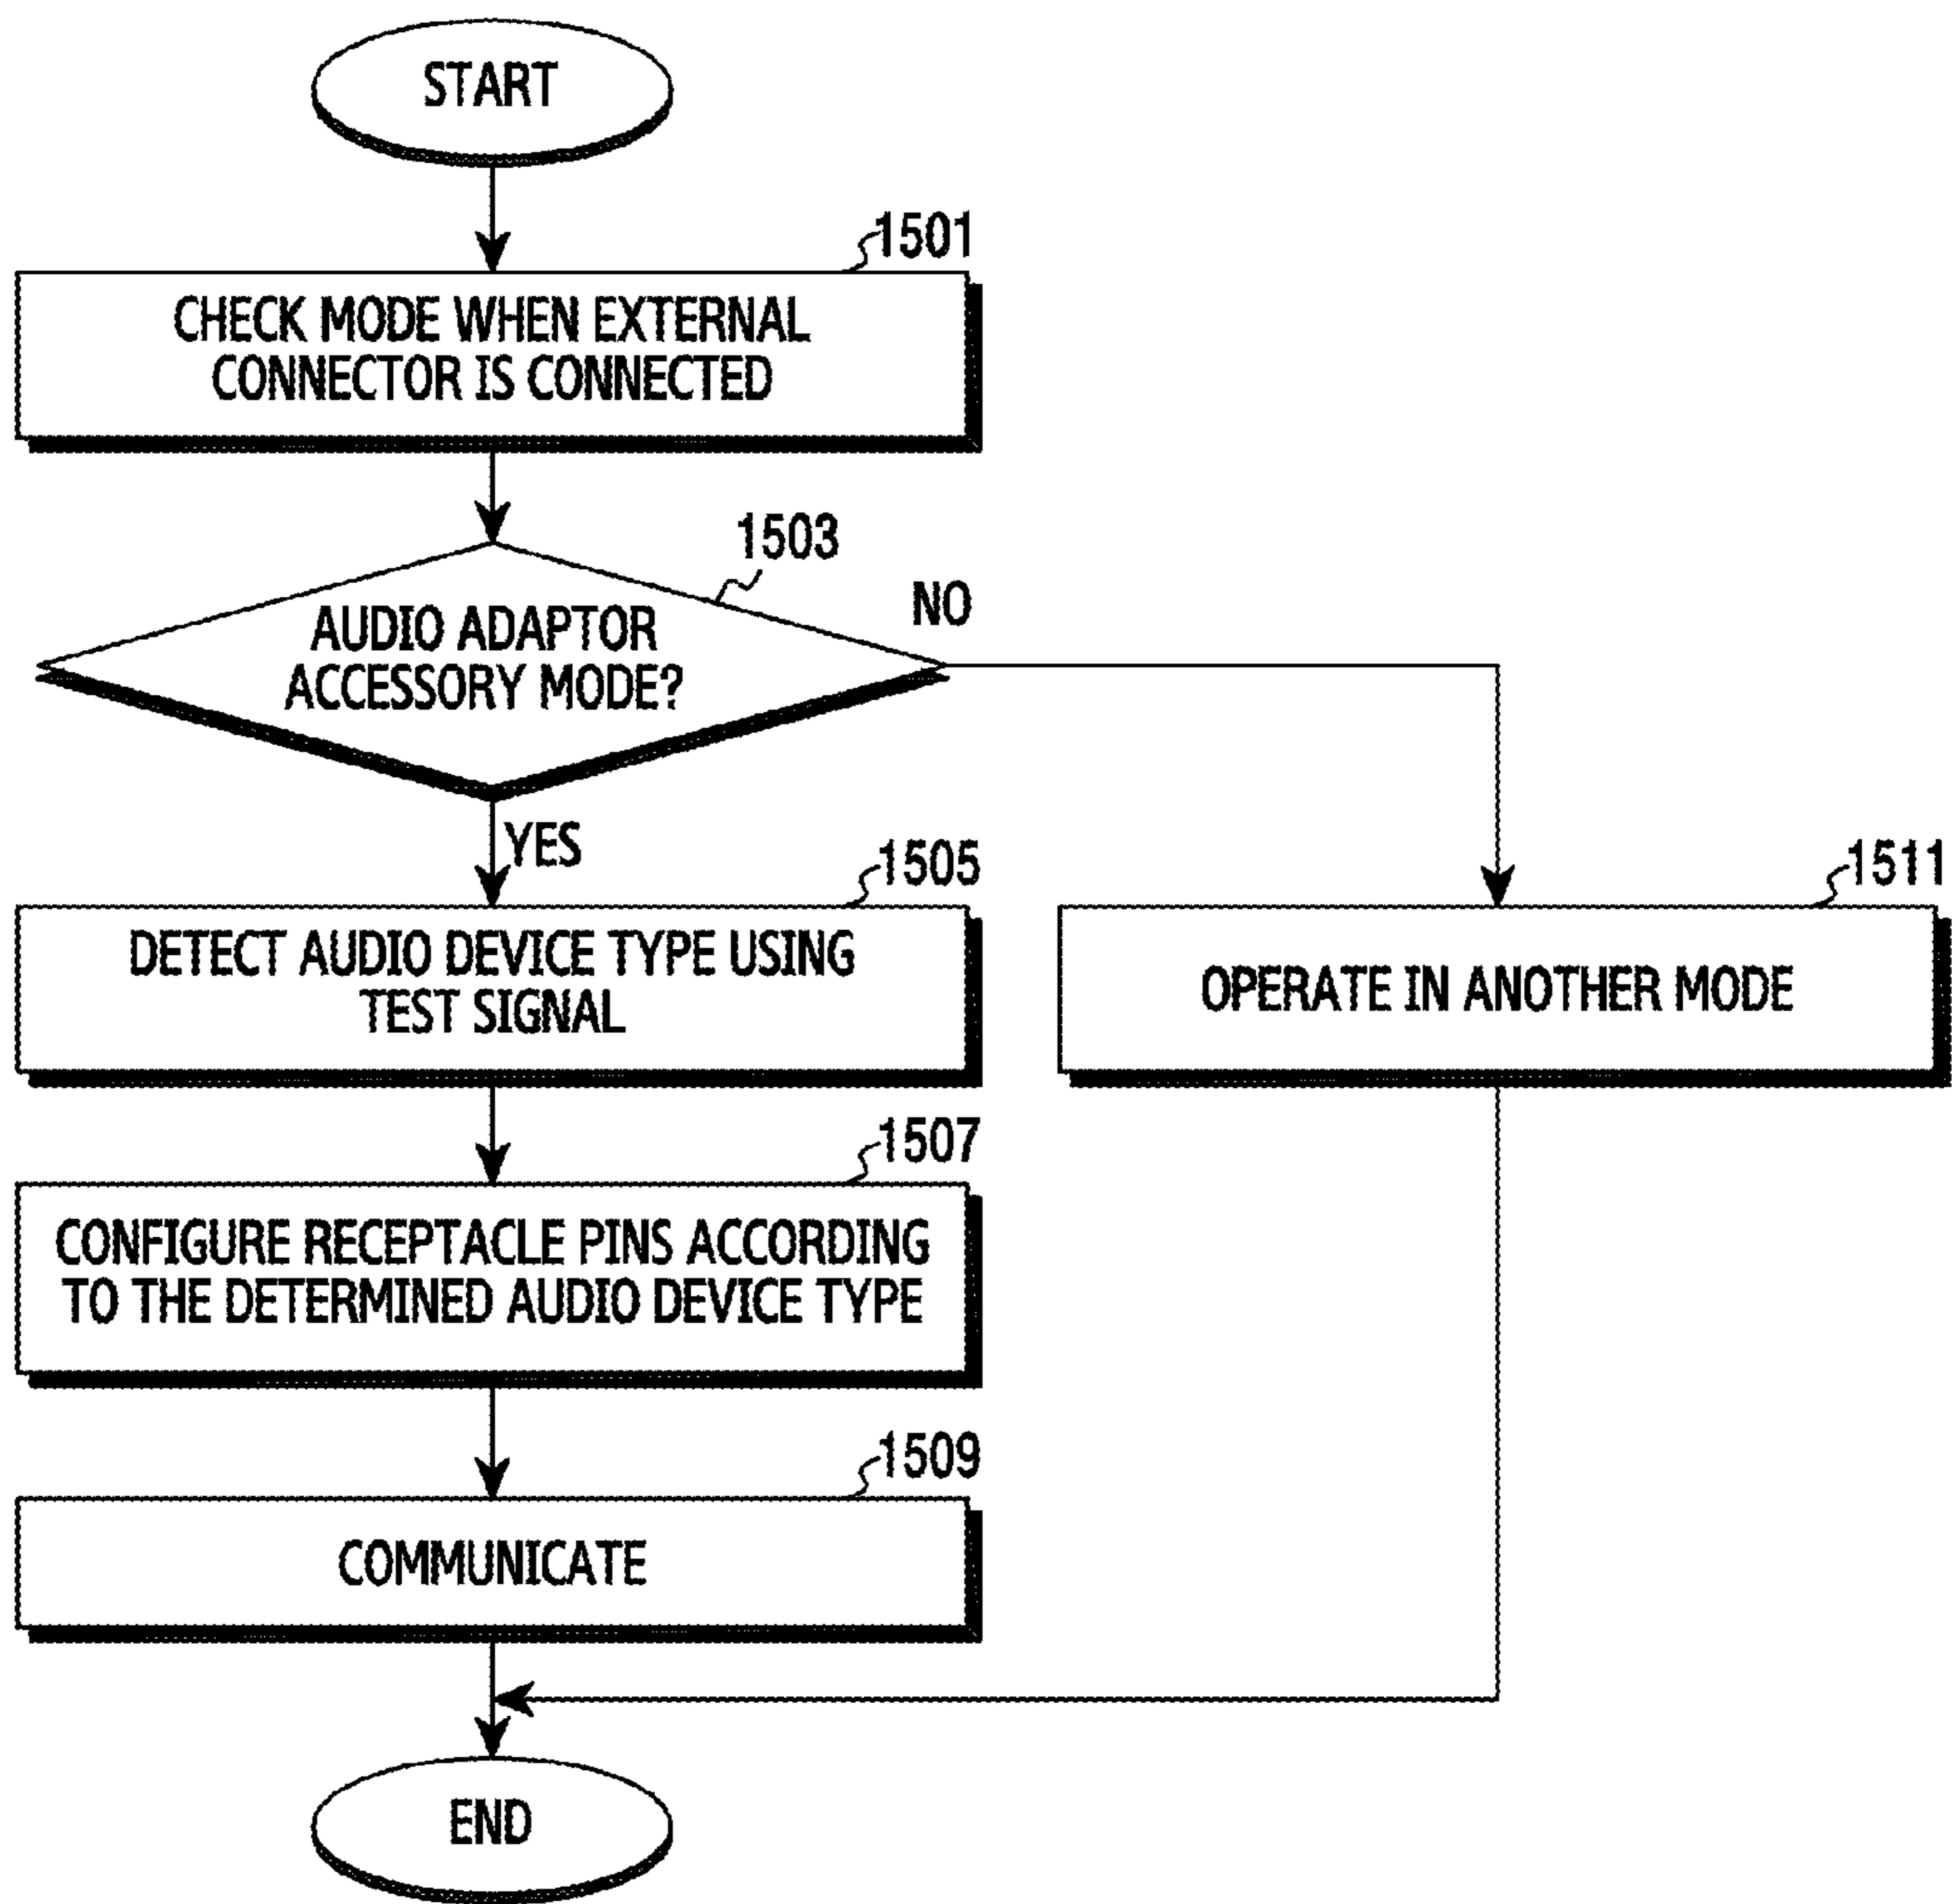 START
1501
CHECK MODE WHEN EXTERNAL
CONNECTOR IS CONNECTED
1503
NO
AUDIO ADAPTOR
ACCESSORY MODE?
YES
1505
DETECT AUDIO DEVICE TYPE USING
TEST SIGNAL
1511
OPERATE IN ANOTHER MODE
1507
CONFIGURE RECEPTACLE PINS ACCORDING
TO THE DETERMINED AUDIO DEVICE TYPE
1509
COMMUNICATE
END